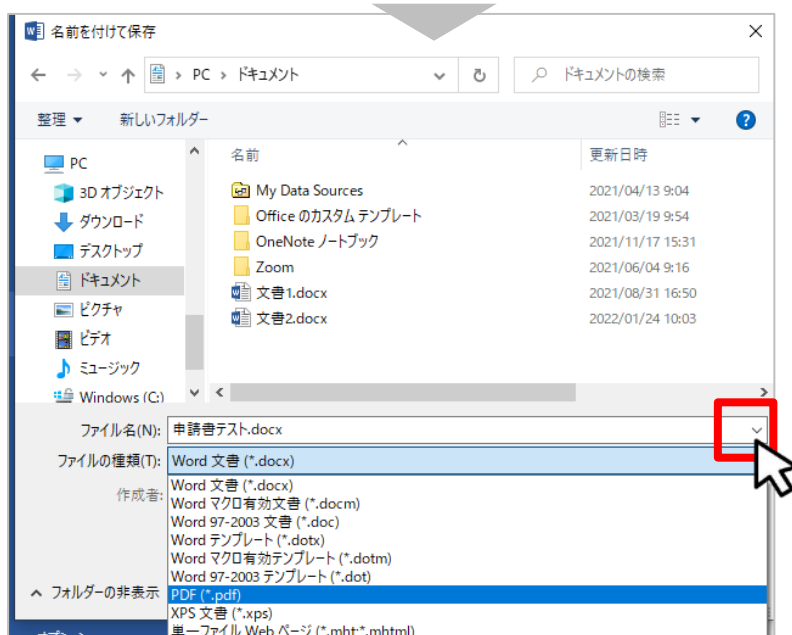 名前を付けて保存
PC › ドキュメント
ドキュメントの検索
整理 新しいフォルダー
名前 更新日時
PC
3D オブジェクト
ダウンロード
デスクトップ
ドキュメント
ピクチャ
ビデオ
ミュージック
Windows (C:)
My Data Sources 2021/04/13 9:04
Office のカスタム テンプレート 2021/03/19 9:54
OneNote ノートブック 2021/11/17 15:31
Zoom 2021/06/04 9:16
文書1.docx 2021/08/31 16:50
文書2.docx 2022/01/24 10:03
ファイル名(N): 申請書テスト.docx
ファイルの種類(T): Word 文書 (*.docx)
作成者:
Word 文書 (*.docx)
Word マクロ有効文書 (*.docm)
Word 97-2003 文書 (*.doc)
Word テンプレート (*.dotx)
Word マクロ有効テンプレート (*.dotm)
Word 97-2003 テンプレート (*.dot)
フォルダーの非表示
PDF (*.pdf)
XPS 文書 (*.xps)
単一ファイル Web ページ (*.mht;*.mhtml)